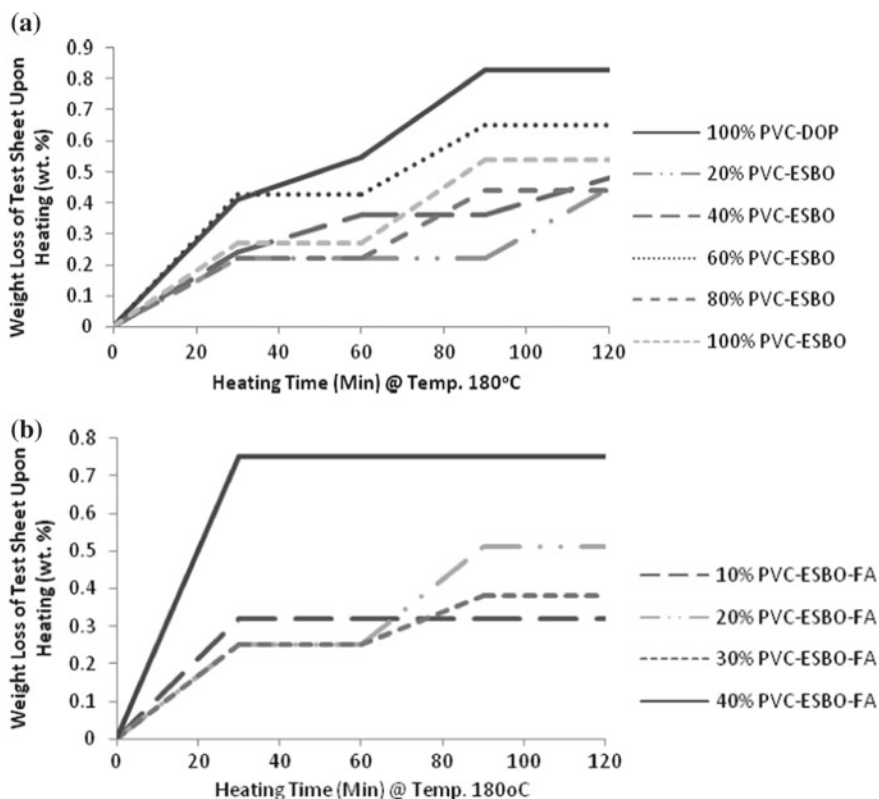 (a)
Weight Loss of Test Sheet Upon
Heating (wt. %)
0.9
0.8
0.7
0.6
0.5
0.4
0.3
0.2
0.1
0
0 20 40 60 80 100 120
Heating Time (Min) @ Temp. 180°C
100% PVC-DOP
20% PVC-ESBO
40% PVC-ESBO
60% PVC-ESBO
80% PVC-ESBO
100% PVC-ESBO
(b)
Weight Loss of Test Sheet Upon
Heating (wt. %)
0.8
0.7
0.6
0.5
0.4
0.3
0.2
0.1
0
0 20 40 60 80 100 120
Heating Time (Min) @ Temp. 180oC
10% PVC-ESBO-FA
20% PVC-ESBO-FA
30% PVC-ESBO-FA
40% PVC-ESBO-FA